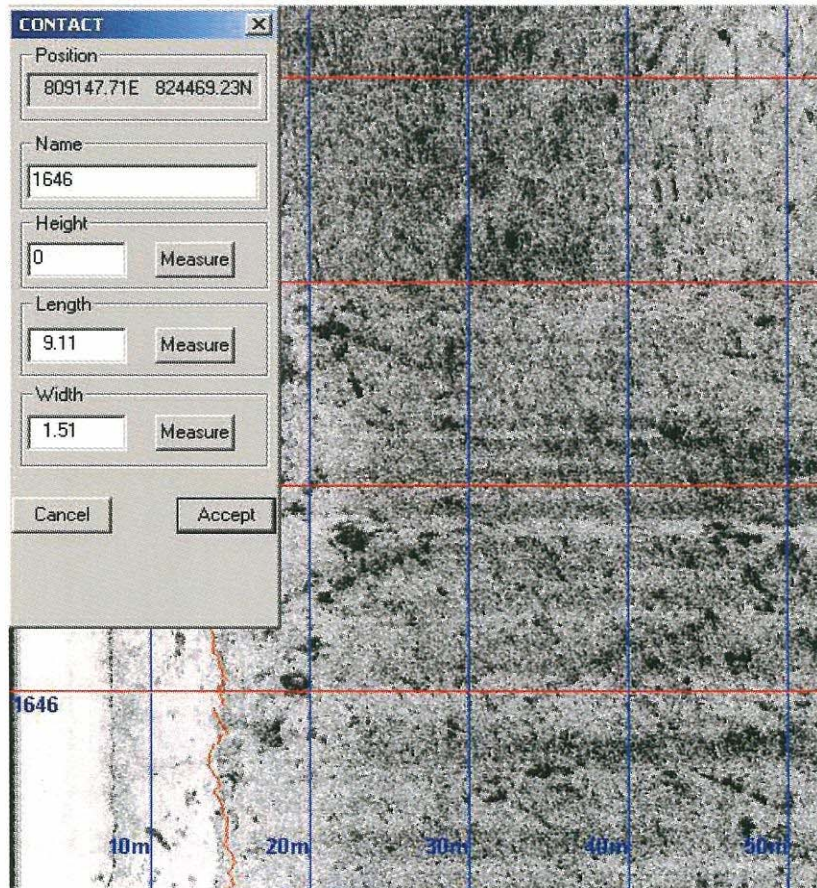 CONTACT
Position
809147.71E 824469.23N
Name
1646
Height
0 Measure
Length
9.11 Measure
Width
1.51 Measure
Cancel Accept
1646
10m 20m 30m 40m 50m